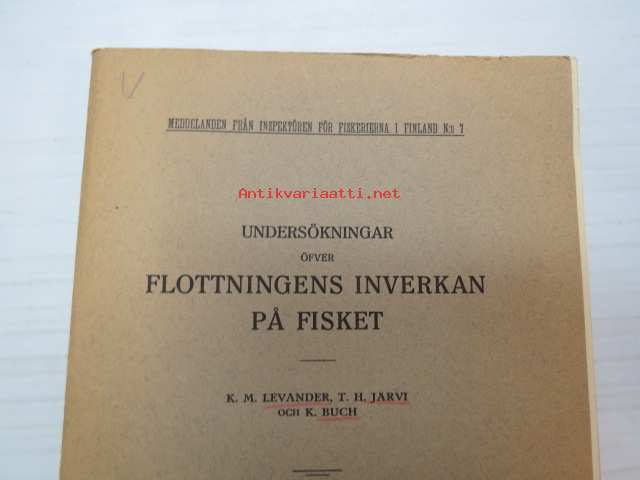 V
MEDDELANDEN FRÅN INSPEKTÖREN FÖR FISKERIERNA I FINLAND N:o 7
Antikvariaatti.net
UNDERSÖKNINGAR
ÖFVER
FLOTTNINGENS INVERKAN
PÅ FISKET
K. M. LEVANDER, T. H. JÄRVI
OCH K. BUCH